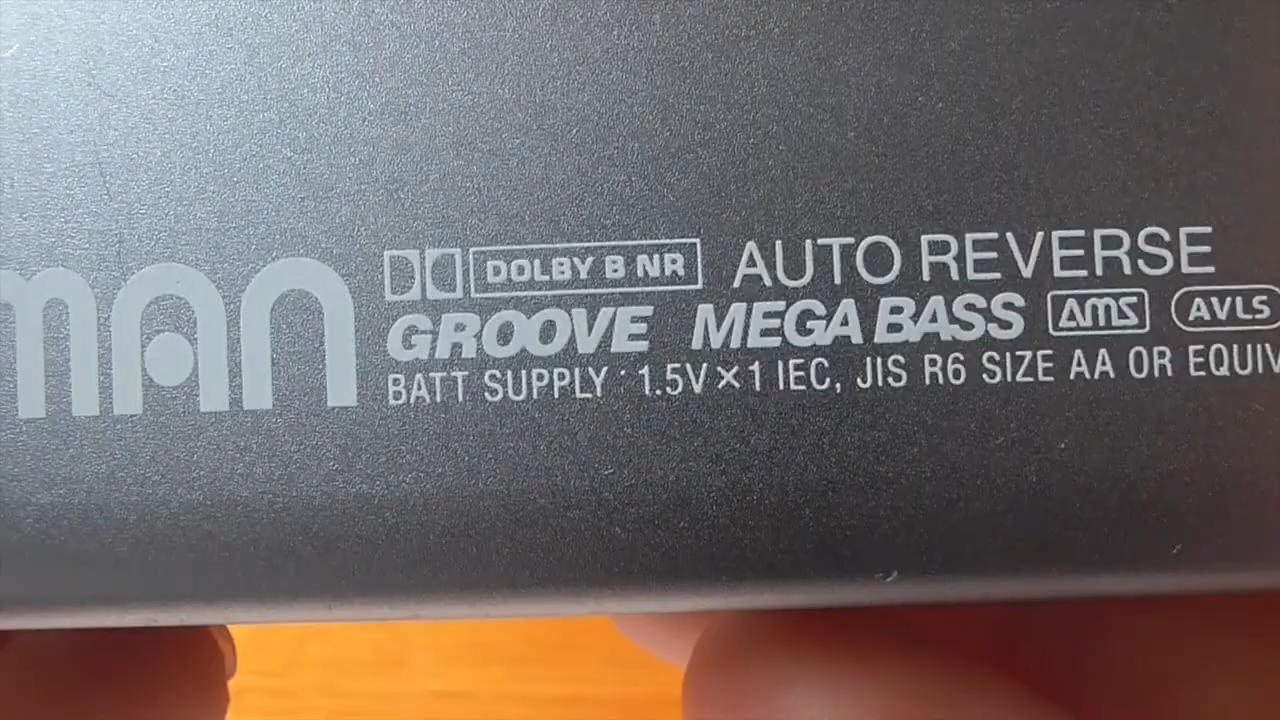 MAN
DOLBY B NR AUTO REVERSE
GROOVE MEGA BASS AMS AVLS
BATT SUPPLY : 1.5V×1 IEC, JIS R6 SIZE AA OR EQUIV